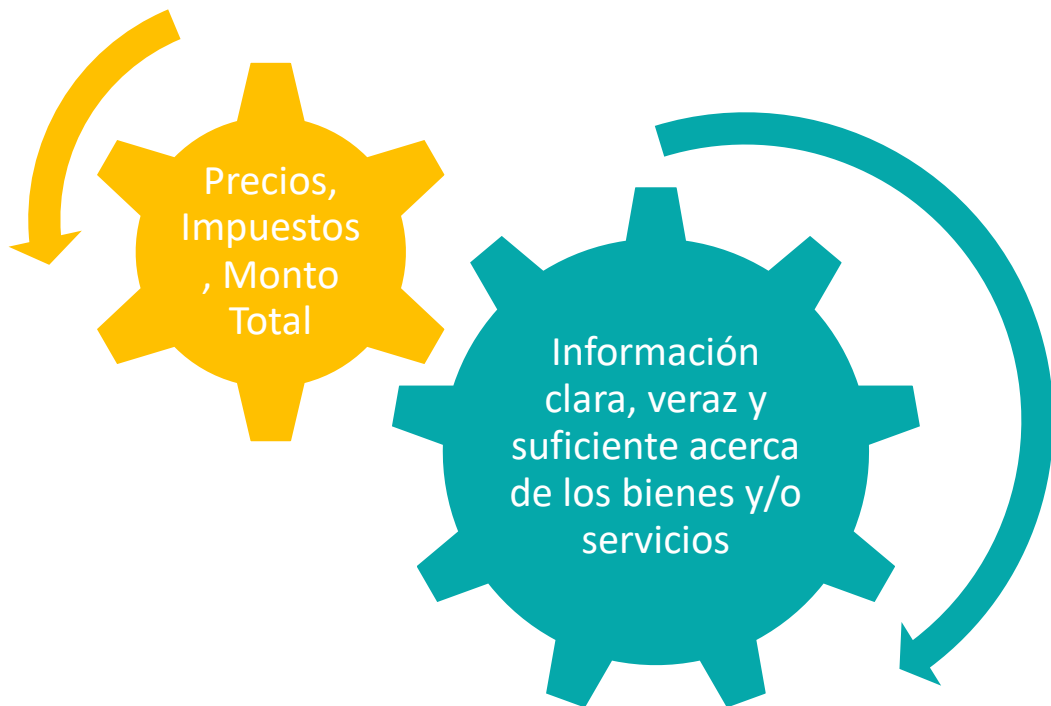 Precios,
Impuestos
, Monto
Total
Información
clara, veraz y
suficiente acerca
de los bienes y/o
servicios